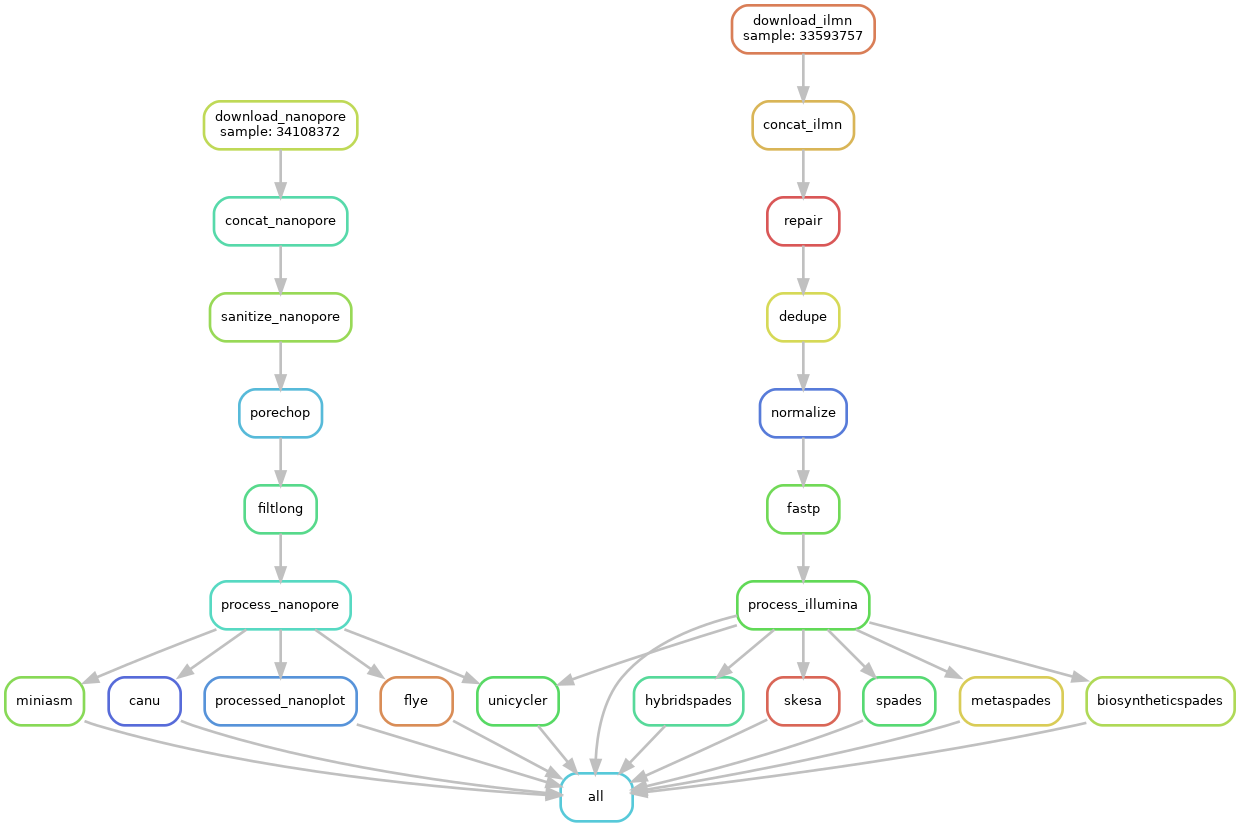 download_ilmn
sample: 33593757
download_nanopore
sample: 34108372
concat_ilmn
concat_nanopore
repair
sanitize_nanopore
dedupe
porechop
normalize
filtlong
fastp
process_nanopore
process_illumina
miniasm
canu
processed_nanoplot
flye
unicycler
hybridspades
skesa
spades
metaspades
biosyntheticspades
all